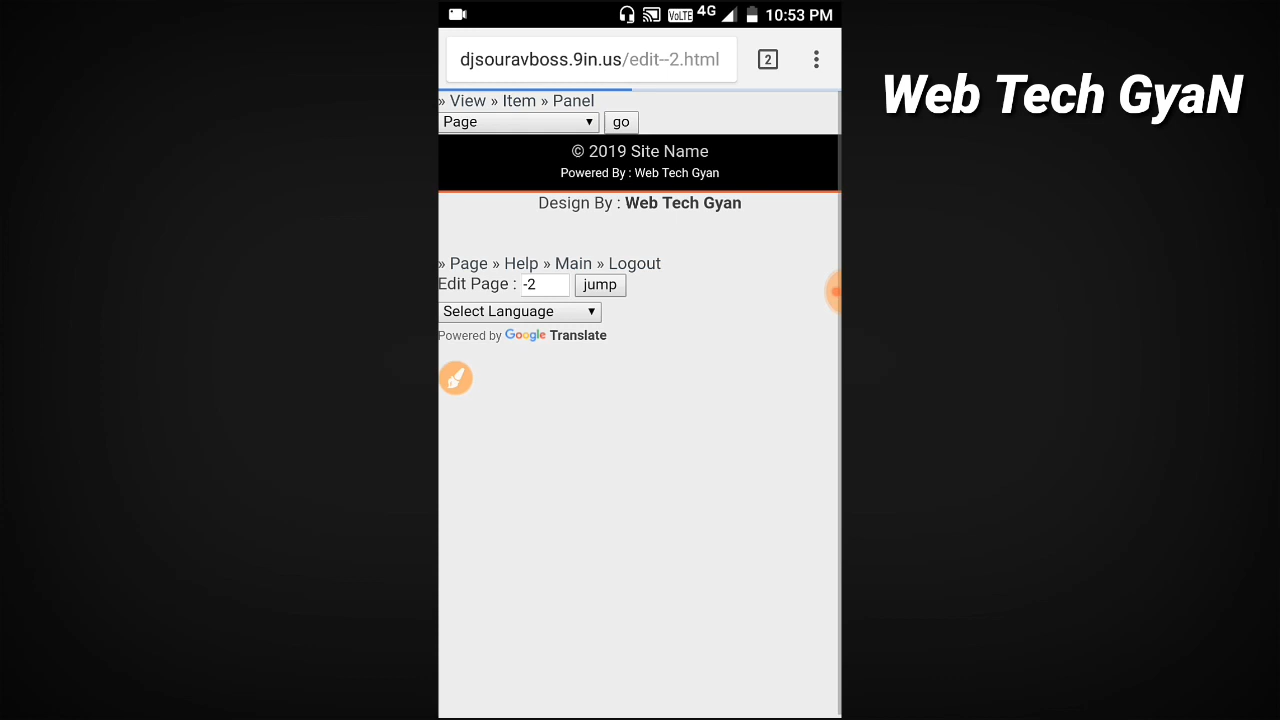 VoLTE 4G 10:53 PM
djsouravboss.9in.us/edit--2.html 2
Web Tech GyaN
» View » Item » Panel
Page go
© 2019 Site Name
Powered By : Web Tech Gyan
Design By : Web Tech Gyan
» Page » Help » Main » Logout
Edit Page : -2 jump
Select Language
Powered by Google Translate